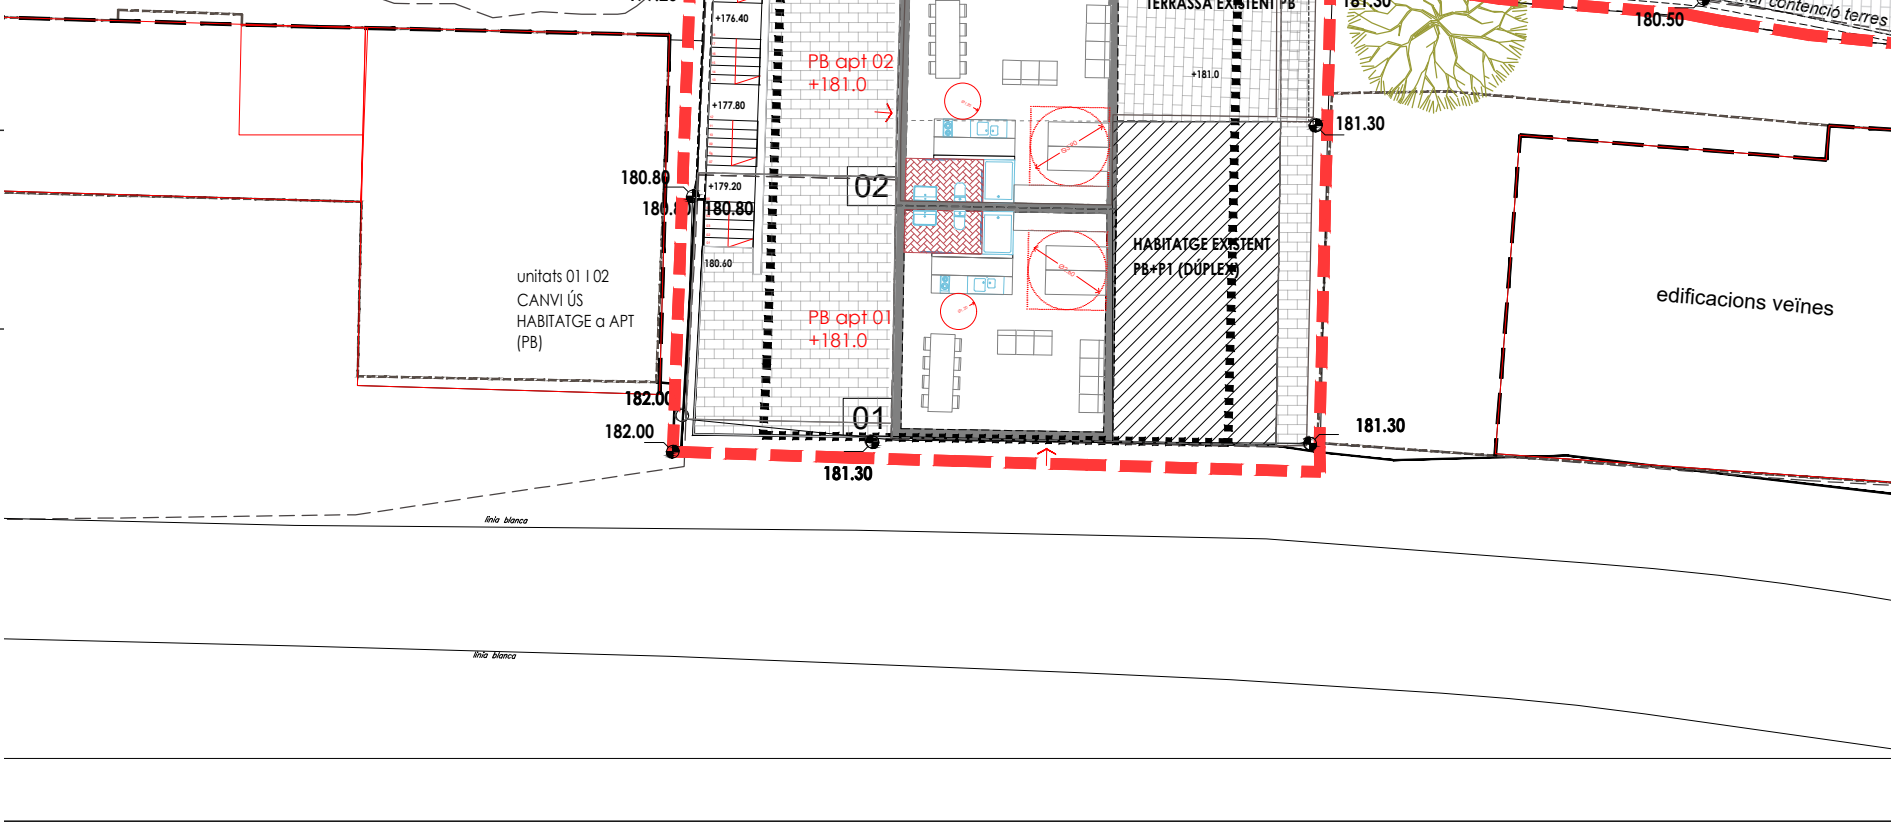 +176.40
TERRASSA EXISTENT PB
181.30
180.50
contenció terres
PB apt 02
+181.0
+181.0
+177.80
181.30
180.80
+179.20
02
180.80
180.80
HABITATGE EXISTENT
PB+P1 (DÚPLEX)
180.60
unitats 01 I 02
CANVI ÚS
HABITATGE a APT
(PB)
edificacions veïnes
PB apt 01
+181.0
182.00
01
182.00
181.30
181.30
línia blanca
línia blanca